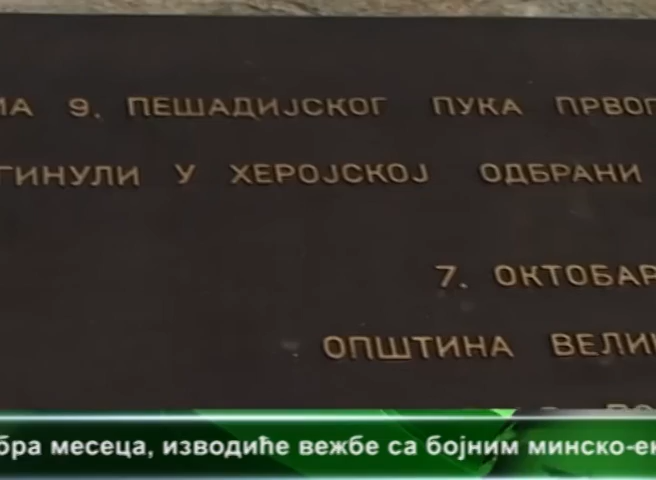 МА 9. ПЕШАДИЈСКОГ ПУКА ПРВОГ
ГИНУЛИ У ХЕРОЈСКОЈ ОДБРАНИ
7. ОКТОБАР
ОПШТИНА ВЕЛИ
бра месеца, изводиће вежбе са бојним минско-ек